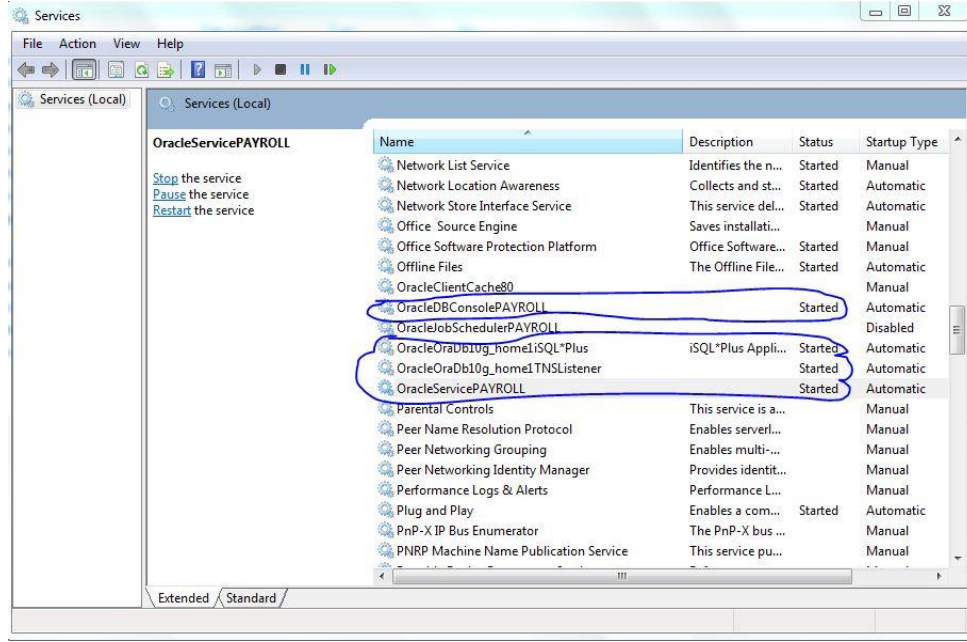 Services
File Action View Help
Services (Local)
Services (Local)
OracleServicePAYROLL
Stop the service
Pause the service
Restart the service
Name Description Status Startup Type
Network List Service Identifies the n... Started Manual
Network Location Awareness Collects and st... Started Automatic
Network Store Interface Service This service del... Started Automatic
Office Source Engine Saves installati... Manual
Office Software Protection Platform Office Software... Started Manual
Offline Files The Offline File... Started Automatic
OracleClientCache80 Manual
OracleDBConsolePAYROLL Started Automatic
OracleJobSchedulerPAYROLL Disabled
OracleOraDb10g_home1iSQL*Plus iSQL*Plus Appli... Started Automatic
OracleOraDb10g_home1TNSListener Started Automatic
OracleServicePAYROLL Started Automatic
Parental Controls This service is a... Manual
Peer Name Resolution Protocol Enables serverl... Manual
Peer Networking Grouping Enables multi-... Manual
Peer Networking Identity Manager Provides identit... Manual
Performance Logs & Alerts Performance L... Manual
Plug and Play Enables a com... Started Automatic
PnP-X IP Bus Enumerator The PnP-X bus ... Manual
PNRP Machine Name Publication Service This service pu... Manual
Extended Standard